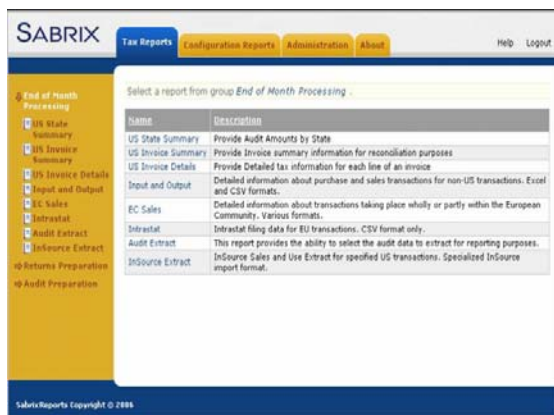 SABRIX
Tax Reports
Configuration Reports
Administration
About
Help
Logout
End of Month
Processing
US State
Summary
US Invoice
Summary
US Invoice Details
Input and Output
EC Sales
Intrastat
Audit Extract
InSource Extract
Returns Preparation
Audit Preparation
Select a report from group End of Month Processing .
Name Description
US State Summary Provide Audit Amounts by State
US Invoice Summary Provide Invoice summary information for reconciliation purposes
US Invoice Details Provide Detailed tax information for each line of an invoice
Input and Output Detailed information about purchase and sales transactions for non-US transactions. Excel
and CSV formats.
EC Sales Detailed information about transactions taking place wholly or partly within the European
Community. Various formats.
Intrastat Intrastat filing data for EU transactions. CSV format only.
Audit Extract This report provides the ability to select the audit data to extract for reporting purposes.
InSource Extract InSource Sales and Use Extract for specified US transactions. Specialized InSource
import format.
SabrixReports Copyright © 2006